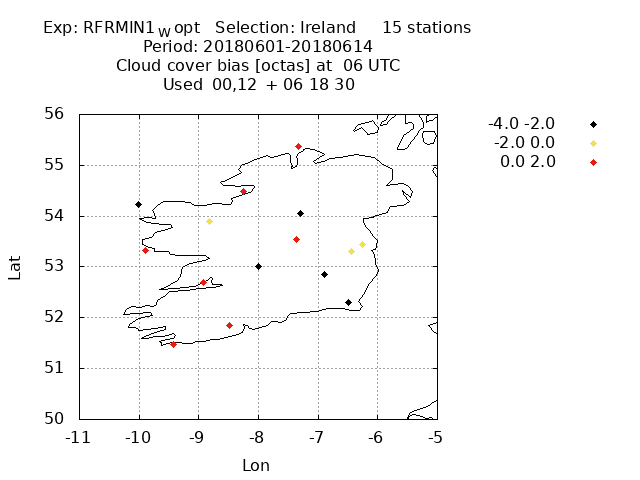 Exp: RFRMIN1_W opt Selection: Ireland 15 stations
Period: 20180601-20180614
Cloud cover bias [octas] at 06 UTC
Used 00,12 + 06 18 30
-4.0 -2.0
-2.0 0.0
0.0 2.0
56
55
54
53
52
51
50
Lat
-11 -10 -9 -8 -7 -6 -5
Lon